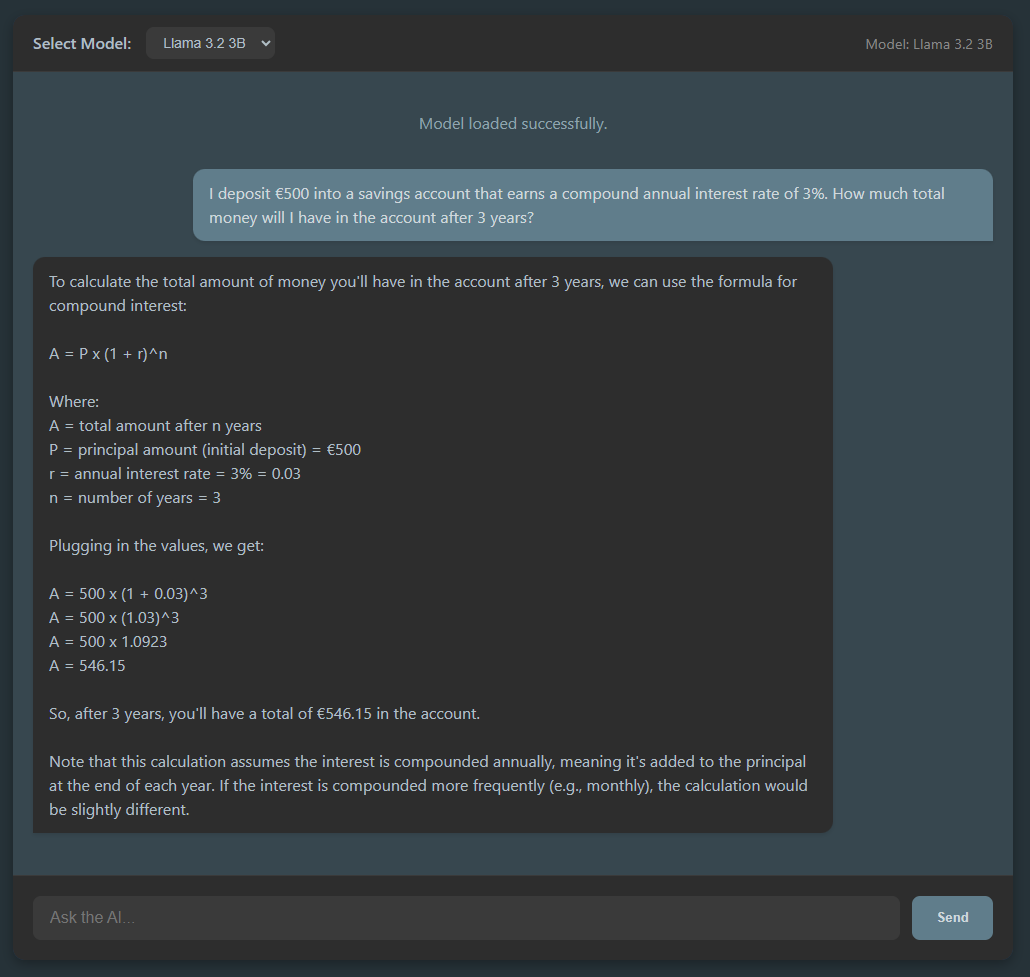 Select Model: Llama 3.2 3B Model: Llama 3.2 3B
Model loaded successfully.
I deposit €500 into a savings account that earns a compound annual interest rate of 3%. How much total
money will I have in the account after 3 years?
To calculate the total amount of money you'll have in the account after 3 years, we can use the formula for
compound interest:
A = P x (1 + r)^n
Where:
A = total amount after n years
P = principal amount (initial deposit) = €500
r = annual interest rate = 3% = 0.03
n = number of years = 3
Plugging in the values, we get:
A = 500 x (1 + 0.03)^3
A = 500 x (1.03)^3
A = 500 x 1.0923
A = 546.15
So, after 3 years, you'll have a total of €546.15 in the account.
Note that this calculation assumes the interest is compounded annually, meaning it's added to the principal
at the end of each year. If the interest is compounded more frequently (e.g., monthly), the calculation would
be slightly different.
Ask the AI... Send